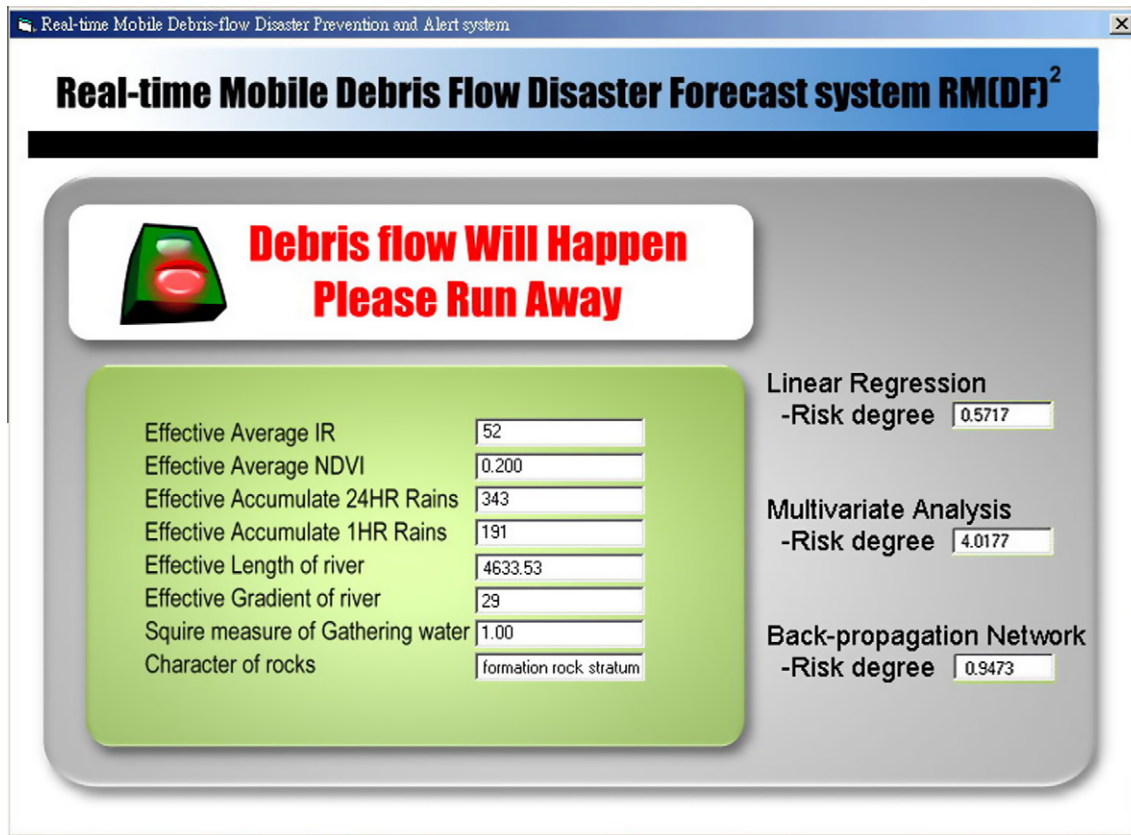 Real-time Mobile Debris-flow Disaster Prevention and Alert system
Real-time Mobile Debris Flow Disaster Forecast system RM(DF)²
Debris flow Will Happen
Please Run Away
Effective Average IR 52
Effective Average NDVI 0.200
Effective Accumulate 24HR Rains 343
Effective Accumulate 1HR Rains 191
Effective Length of river 4633.53
Effective Gradient of river 29
Squire measure of Gathering water 1.00
Character of rocks formation rock stratum
Linear Regression
-Risk degree 0.5717
Multivariate Analysis
-Risk degree 4.0177
Back-propagation Network
-Risk degree 0.9473